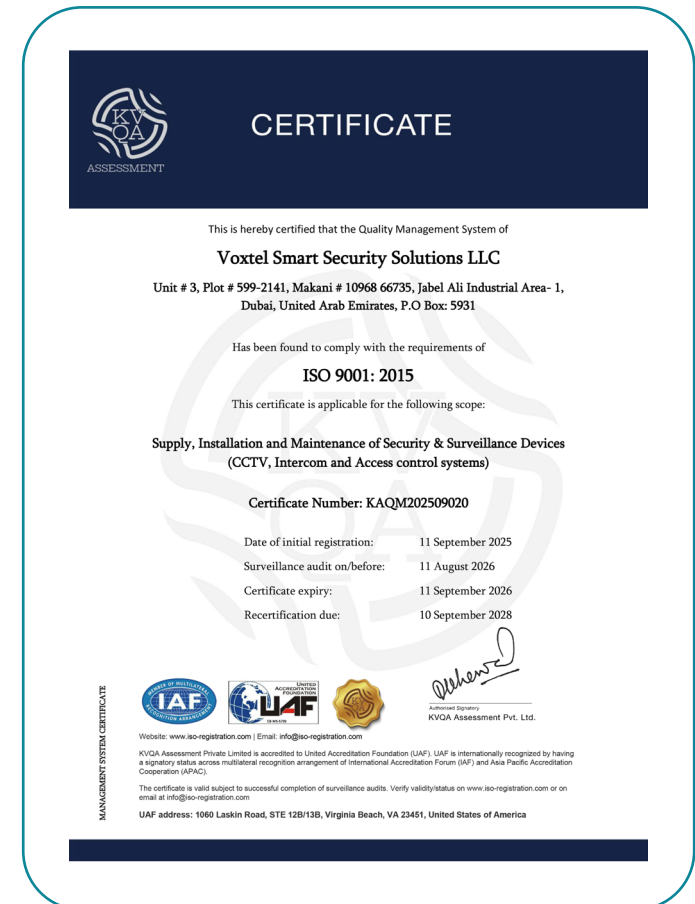 KV
QA
ASSESSMENT
CERTIFICATE
This is hereby certified that the Quality Management System of
Voxtel Smart Security Solutions LLC
Unit # 3, Plot # 599-2141, Makani # 10968 66735, Jabel Ali Industrial Area- 1,
Dubai, United Arab Emirates, P.O Box: 5931
Has been found to comply with the requirements of
ISO 9001: 2015
This certificate is applicable for the following scope:
Supply, Installation and Maintenance of Security & Surveillance Devices
(CCTV, Intercom and Access control systems)
Certificate Number: KAQM202509020
Date of initial registration: 11 September 2025
Surveillance audit on/before: 11 August 2026
Certificate expiry: 11 September 2026
Recertification due: 10 September 2028
MANAGEMENT SYSTEM CERTIFICATE
MEMBER OF MULTILATERAL
IAF
RECOGNITION ARRANGEMENT
UNITED
ACCREDITATION
FOUNDATION
UAF
Authorised Signatory
KVQA Assessment Pvt. Ltd.
Website: www.iso-registration.com | Email: info@iso-registration.com
KVQA Assessment Private Limited is accredited to United Accreditation Foundation (UAF). UAF is internationally recognized by having
a signatory status across multilateral recognition arrangement of International Accreditation Forum (IAF) and Asia Pacific Accreditation
Cooperation (APAC).
The certificate is valid subject to successful completion of surveillance audits. Verify validity/status on www.iso-registration.com or on
email at info@iso-registration.com
UAF address: 1060 Laskin Road, STE 12B/13B, Virginia Beach, VA 23451, United States of America